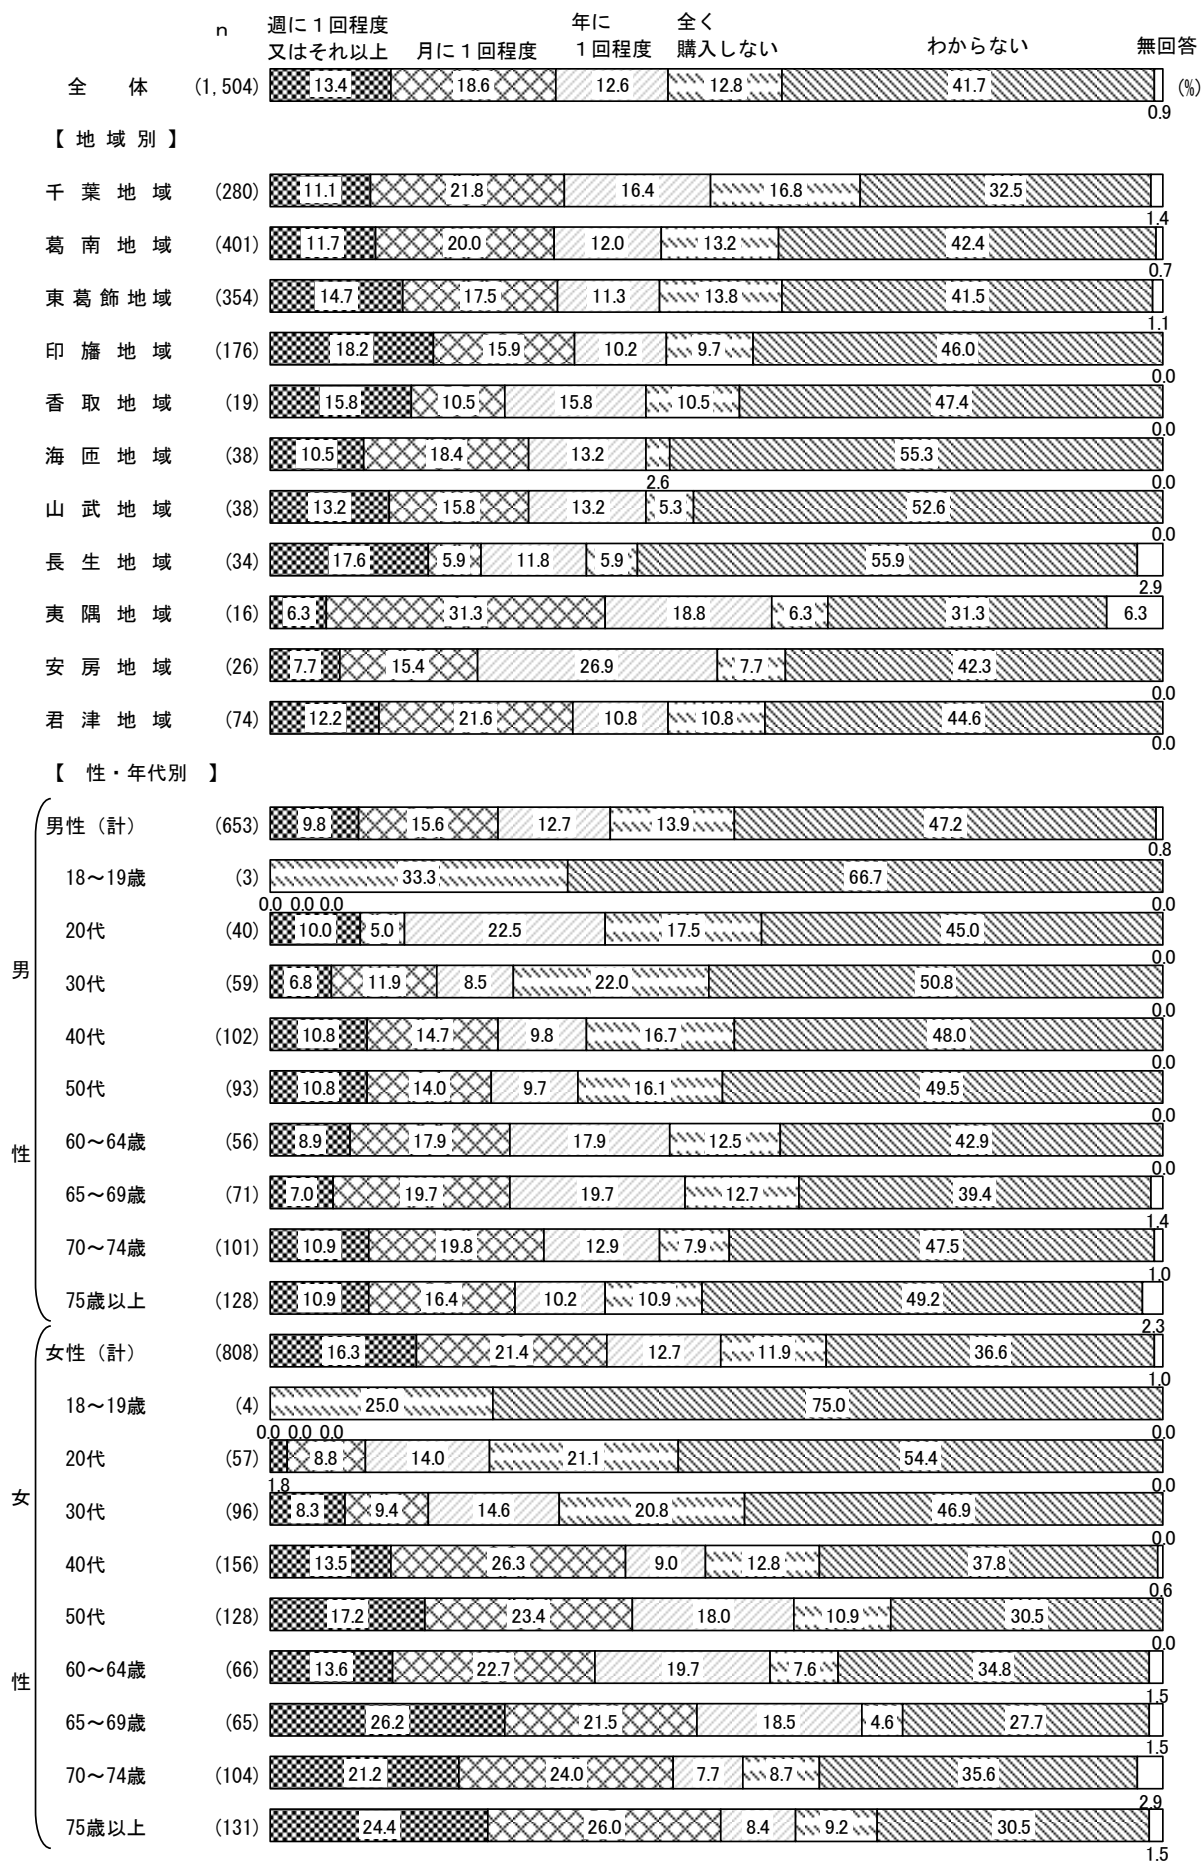 n 週に１回程度 又はそれ以上 月に１回程度 年に １回程度 全く 購入しない わからない 無回答
全　体 (1,504) 13.4 18.6 12.6 12.8 41.7 0.9 (%)
【 地 域 別 】
千 葉 地 域 (280) 11.1 21.8 16.4 16.8 32.5 1.4
葛 南 地 域 (401) 11.7 20.0 12.0 13.2 42.4 0.7
東 葛 飾 地 域 (354) 14.7 17.5 11.3 13.8 41.5 1.1
印 旛 地 域 (176) 18.2 15.9 10.2 9.7 46.0 0.0
香 取 地 域 (19) 15.8 10.5 15.8 10.5 47.4 0.0
海 匝 地 域 (38) 10.5 18.4 13.2 2.6 55.3 0.0
山 武 地 域 (38) 13.2 15.8 13.2 5.3 52.6 0.0
長 生 地 域 (34) 17.6 5.9 11.8 5.9 55.9 2.9
夷 隅 地 域 (16) 6.3 31.3 18.8 6.3 31.3 6.3
安 房 地 域 (26) 7.7 15.4 26.9 7.7 42.3 0.0
君 津 地 域 (74) 12.2 21.6 10.8 10.8 44.6 0.0
【 性・年代別 】
男性
男性（計） (653) 9.8 15.6 12.7 13.9 47.2 0.8
18～19歳 (3) 0.0 0.0 0.0 33.3 66.7 0.0
20代 (40) 10.0 5.0 22.5 17.5 45.0 0.0
30代 (59) 6.8 11.9 8.5 22.0 50.8 0.0
40代 (102) 10.8 14.7 9.8 16.7 48.0 0.0
50代 (93) 10.8 14.0 9.7 16.1 49.5 0.0
60～64歳 (56) 8.9 17.9 17.9 12.5 42.9 0.0
65～69歳 (71) 7.0 19.7 19.7 12.7 39.4 1.4
70～74歳 (101) 10.9 19.8 12.9 7.9 47.5 1.0
75歳以上 (128) 10.9 16.4 10.2 10.9 49.2 2.3
女性
女性（計） (808) 16.3 21.4 12.7 11.9 36.6 1.0
18～19歳 (4) 0.0 0.0 0.0 25.0 75.0 0.0
20代 (57) 1.8 8.8 14.0 21.1 54.4 0.0
30代 (96) 8.3 9.4 14.6 20.8 46.9 0.0
40代 (156) 13.5 26.3 9.0 12.8 37.8 0.6
50代 (128) 17.2 23.4 18.0 10.9 30.5 0.0
60～64歳 (66) 13.6 22.7 19.7 7.6 34.8 1.5
65～69歳 (65) 26.2 21.5 18.5 4.6 27.7 1.5
70～74歳 (104) 21.2 24.0 7.7 8.7 35.6 2.9
75歳以上 (131) 24.4 26.0 8.4 9.2 30.5 1.5